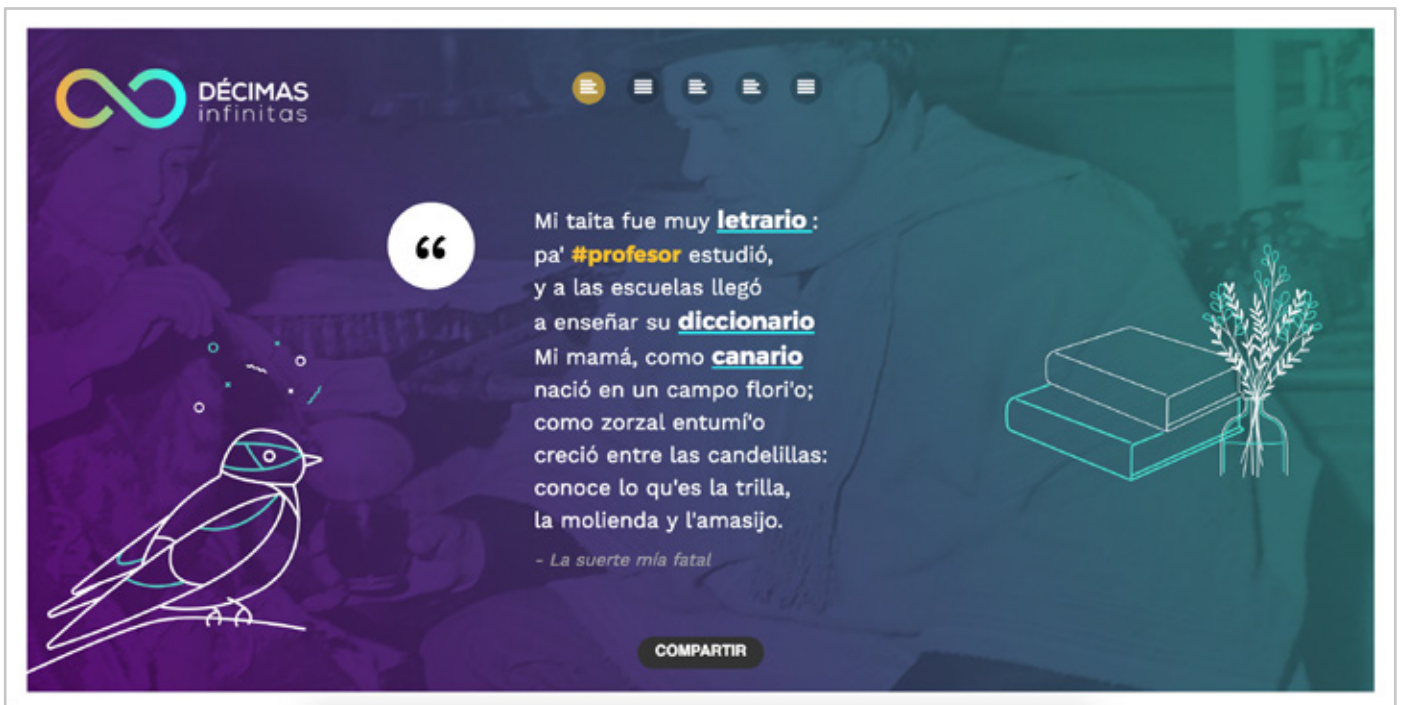 DÉCIMAS
infinitas
“
Mi taita fue muy letrario :
pa' #profesor estudió,
y a las escuelas llegó
a enseñar su diccionario
Mi mamá, como canario
nació en un campo flori'o;
como zorzal entumí'o
creció entre las candelillas:
conoce lo qu'es la trilla,
la molienda y l'amasijo.
- La suerte mía fatal
COMPARTIR